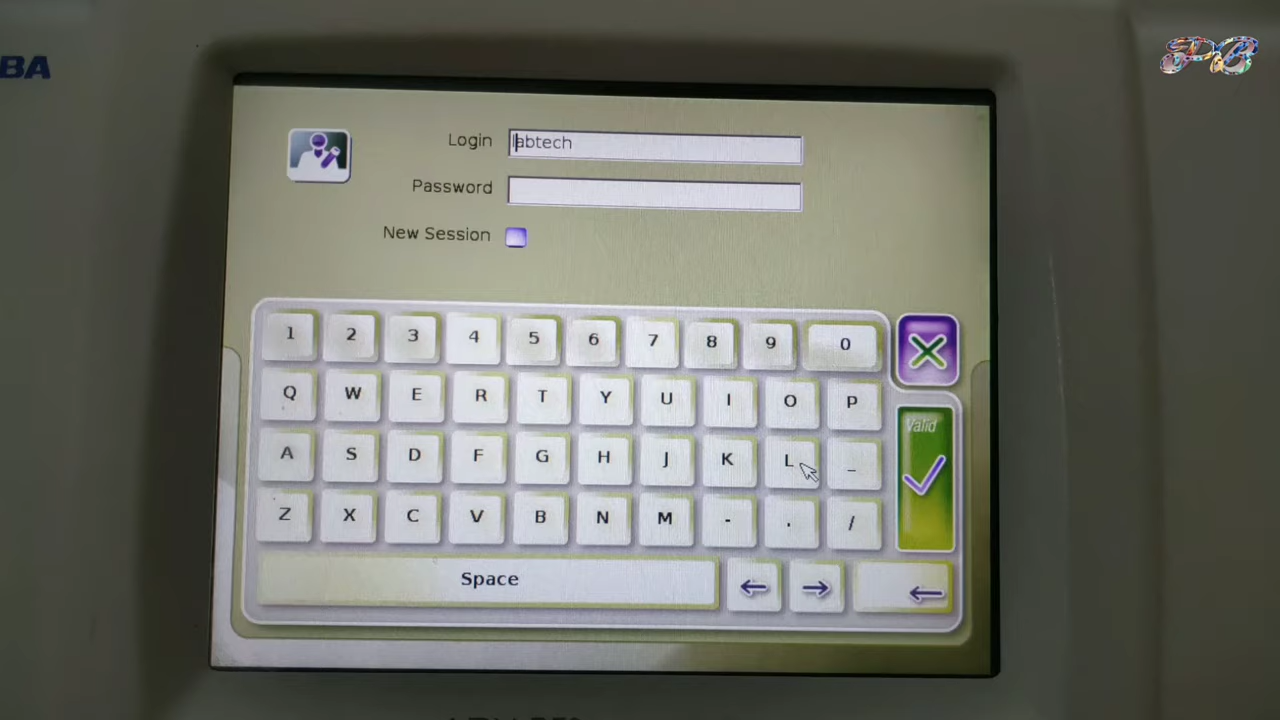 BA
Login labtech
Password
New Session
1 2 3 4 5 6 7 8 9 0
Q W E R T Y U I O P
Valid
A S D F G H J K L _
Z X C V B N M - . /
Space